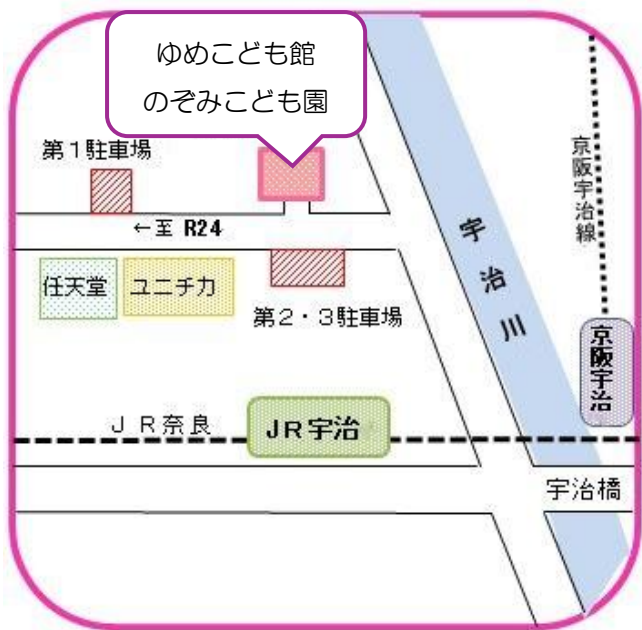 ゆめこども館
のぞみこども園
第1駐車場
京阪宇治線
←至 R24
宇治川
任天堂
ユニチカ
第2・3駐車場
京阪宇治
JR奈良
JR宇治
宇治橋